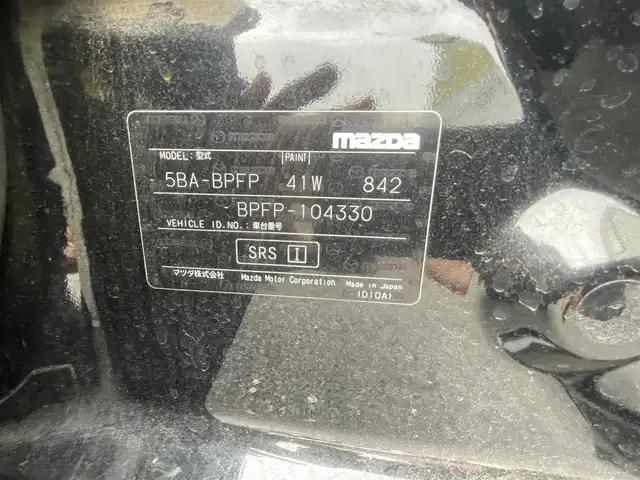 mazda
MODEL: 型式 PAINT
5BA-BPFP 41W 842
BPFP-104330
VEHICLE ID.NO.: 車台番号
SRS I
マツダ株式会社 Mazda Motor Corporation Made in Japan
(D10A)